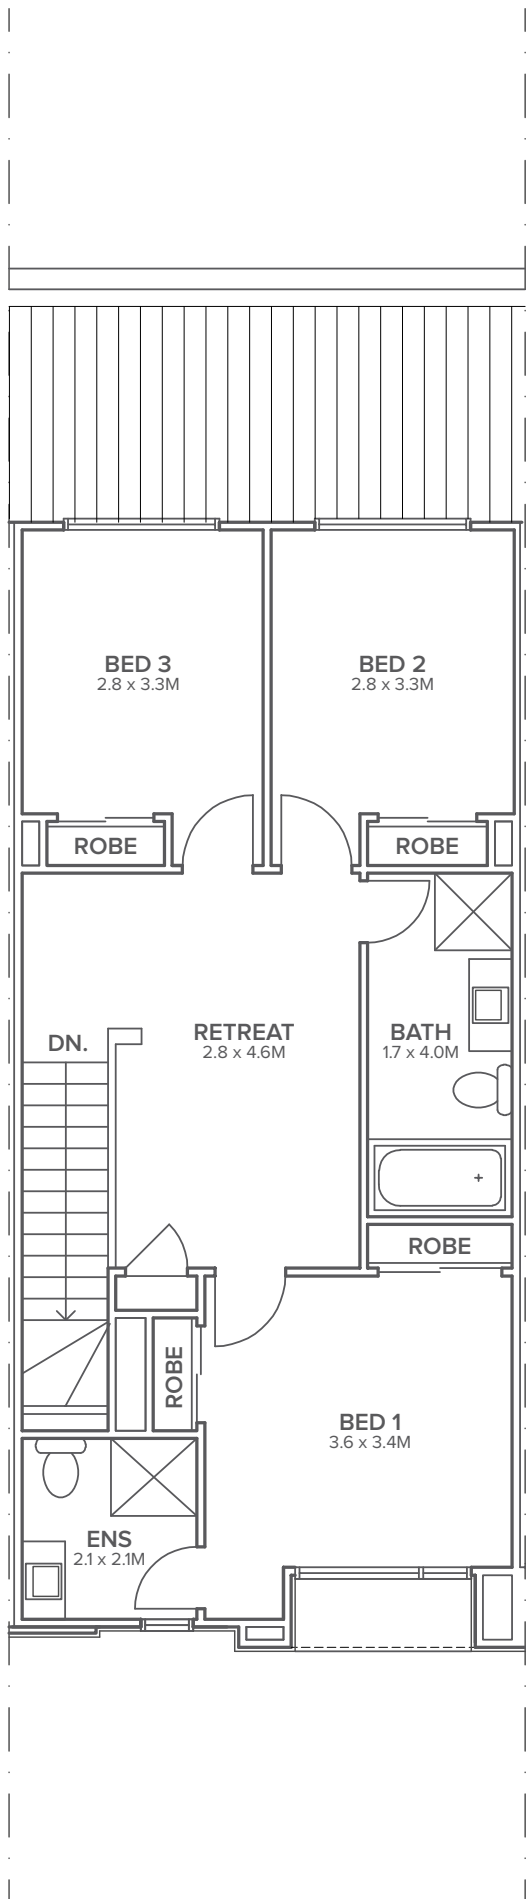 BED 3
2.8 x 3.3M
BED 2
2.8 x 3.3M
ROBE
ROBE
DN.
RETREAT
2.8 x 4.6M
BATH
1.7 x 4.0M
ROBE
ROBE
BED 1
3.6 x 3.4M
ENS
2.1 x 2.1M